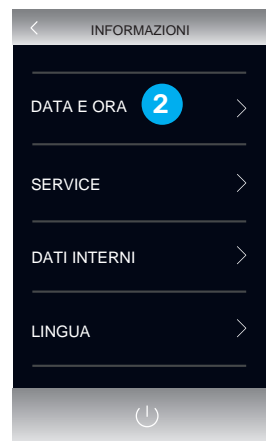 INFORMAZIONI
DATA E ORA 2
SERVICE
DATI INTERNI
LINGUA